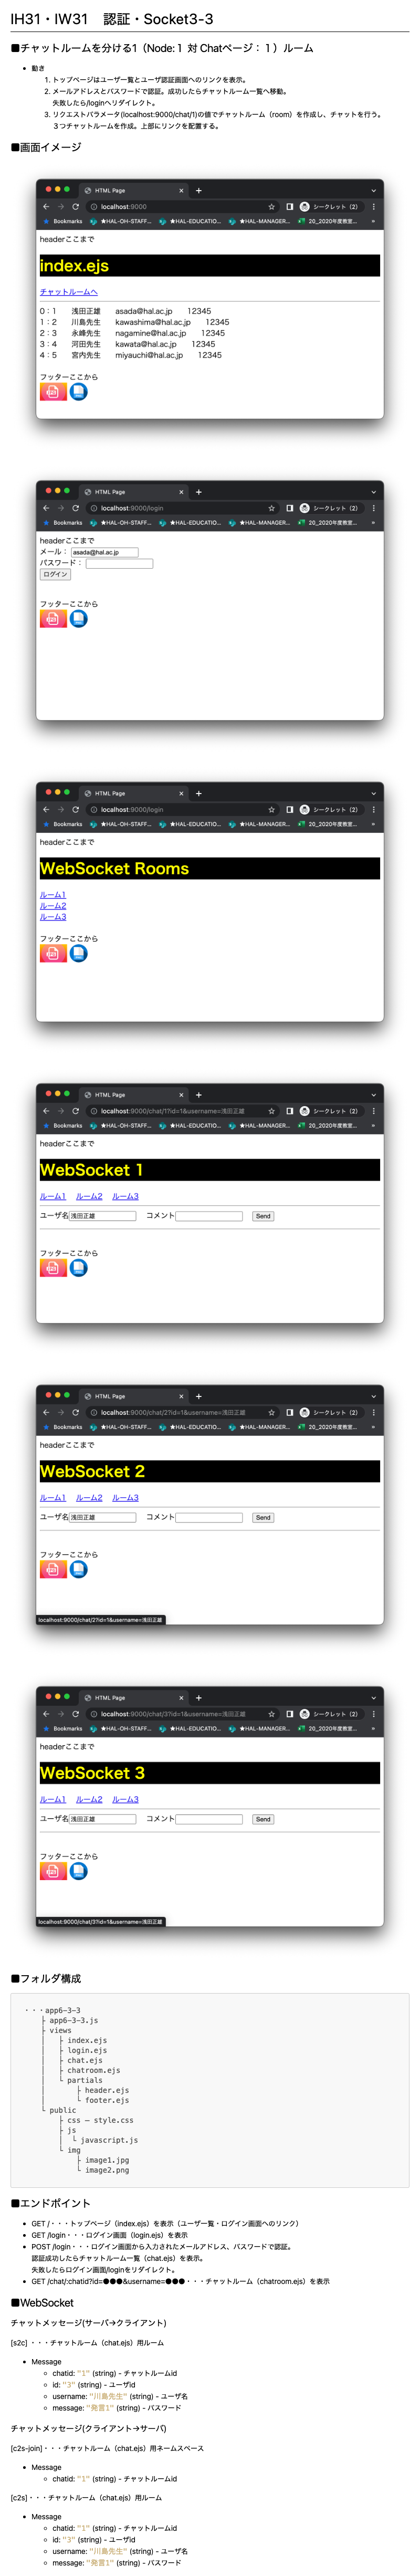 IH31・IW31　認証・Socket3-3
■チャットルームを分ける1（Node:１ 対 Chatページ：１）ルーム
• 動き
1. トップページはユーザ一覧とユーザ認証画面へのリンクを表示。
2. メールアドレスとパスワードで認証。成功したらチャットルーム一覧へ移動。
失敗したら/loginへリダイレクト。
3. リクエストパラメータ(localhost:9000/chat/1)の値でチャットルーム（room）を作成し、チャットを行う。
３つチャットルームを作成。上部にリンクを配置する。
■画面イメージ
HTML Page
localhost:9000
シークレット（2）
Bookmarks ★HAL-OH-STAFF... ★HAL-EDUCATIO... ★HAL-MANAGER... 20_2020年度教室... »
headerここまで
index.ejs
チャットルームへ
0：1　浅田正雄　asada@hal.ac.jp　12345
1：2　川島先生　kawashima@hal.ac.jp　12345
2：3　永峰先生　nagamine@hal.ac.jp　12345
3：4　河田先生　kawata@hal.ac.jp　12345
4：5　宮内先生　miyauchi@hal.ac.jp　12345
フッターここから
HTML Page
localhost:9000/login
シークレット（2）
Bookmarks ★HAL-OH-STAFF... ★HAL-EDUCATIO... ★HAL-MANAGER... 20_2020年度教室... »
headerここまで
メール： asada@hal.ac.jp
パスワード：
ログイン
フッターここから
HTML Page
localhost:9000/login
シークレット（2）
Bookmarks ★HAL-OH-STAFF... ★HAL-EDUCATIO... ★HAL-MANAGER... 20_2020年度教室... »
headerここまで
WebSocket Rooms
ルーム1
ルーム2
ルーム3
フッターここから
HTML Page
localhost:9000/chat/1?id=1&username=浅田正雄
シークレット（2）
Bookmarks ★HAL-OH-STAFF... ★HAL-EDUCATIO... ★HAL-MANAGER... 20_2020年度教室... »
headerここまで
WebSocket 1
ルーム1　ルーム2　ルーム3
ユーザ名 浅田正雄　コメント　Send
フッターここから
HTML Page
localhost:9000/chat/2?id=1&username=浅田正雄
シークレット（2）
Bookmarks ★HAL-OH-STAFF... ★HAL-EDUCATIO... ★HAL-MANAGER... 20_2020年度教室... »
headerここまで
WebSocket 2
ルーム1　ルーム2　ルーム3
ユーザ名 浅田正雄　コメント　Send
フッターここから
localhost:9000/chat/2?id=1&username=浅田正雄
HTML Page
localhost:9000/chat/3?id=1&username=浅田正雄
シークレット（2）
Bookmarks ★HAL-OH-STAFF... ★HAL-EDUCATIO... ★HAL-MANAGER... 20_2020年度教室... »
headerここまで
WebSocket 3
ルーム1　ルーム2　ルーム3
ユーザ名 浅田正雄　コメント　Send
フッターここから
localhost:9000/chat/3?id=1&username=浅田正雄
■フォルダ構成
・・・app6-3-3
├ app6-3-3.js
├ views
│　├ index.ejs
│　├ login.ejs
│　├ chat.ejs
│　├ chatroom.ejs
│　└ partials
│　　　├ header.ejs
│　　　└ footer.ejs
└ public
├ css – style.css
├ js
│　└ javascript.js
└ img
├ image1.jpg
└ image2.png
■エンドポイント
• GET /・・・トップページ（index.ejs）を表示（ユーザ一覧・ログイン画面へのリンク）
• GET /login・・・ログイン画面（login.ejs）を表示
• POST /login・・・ログイン画面から入力されたメールアドレス、パスワードで認証。
認証成功したらチャットルーム一覧（chat.ejs）を表示。
失敗したらログイン画面/loginをリダイレクト。
• GET /chat/:chatid?id=●●●&username=●●●・・・チャットルーム（chatroom.ejs）を表示
■WebSocket
チャットメッセージ(サーバ→クライアント)
[s2c] ・・・チャットルーム（chat.ejs）用ルーム
• Message
◦ chatid: "1" (string) - チャットルームid
◦ id: "3" (string) - ユーザid
◦ username: "川島先生" (string) - ユーザ名
◦ message: "発言1" (string) - パスワード
チャットメッセージ(クライアント→サーバ)
[c2s-join]・・・チャットルーム（chat.ejs）用ネームスペース
• Message
◦ chatid: "1" (string) - チャットルームid
[c2s]・・・チャットルーム（chat.ejs）用ルーム
• Message
◦ chatid: "1" (string) - チャットルームid
◦ id: "3" (string) - ユーザid
◦ username: "川島先生" (string) - ユーザ名
◦ message: "発言1" (string) - パスワード